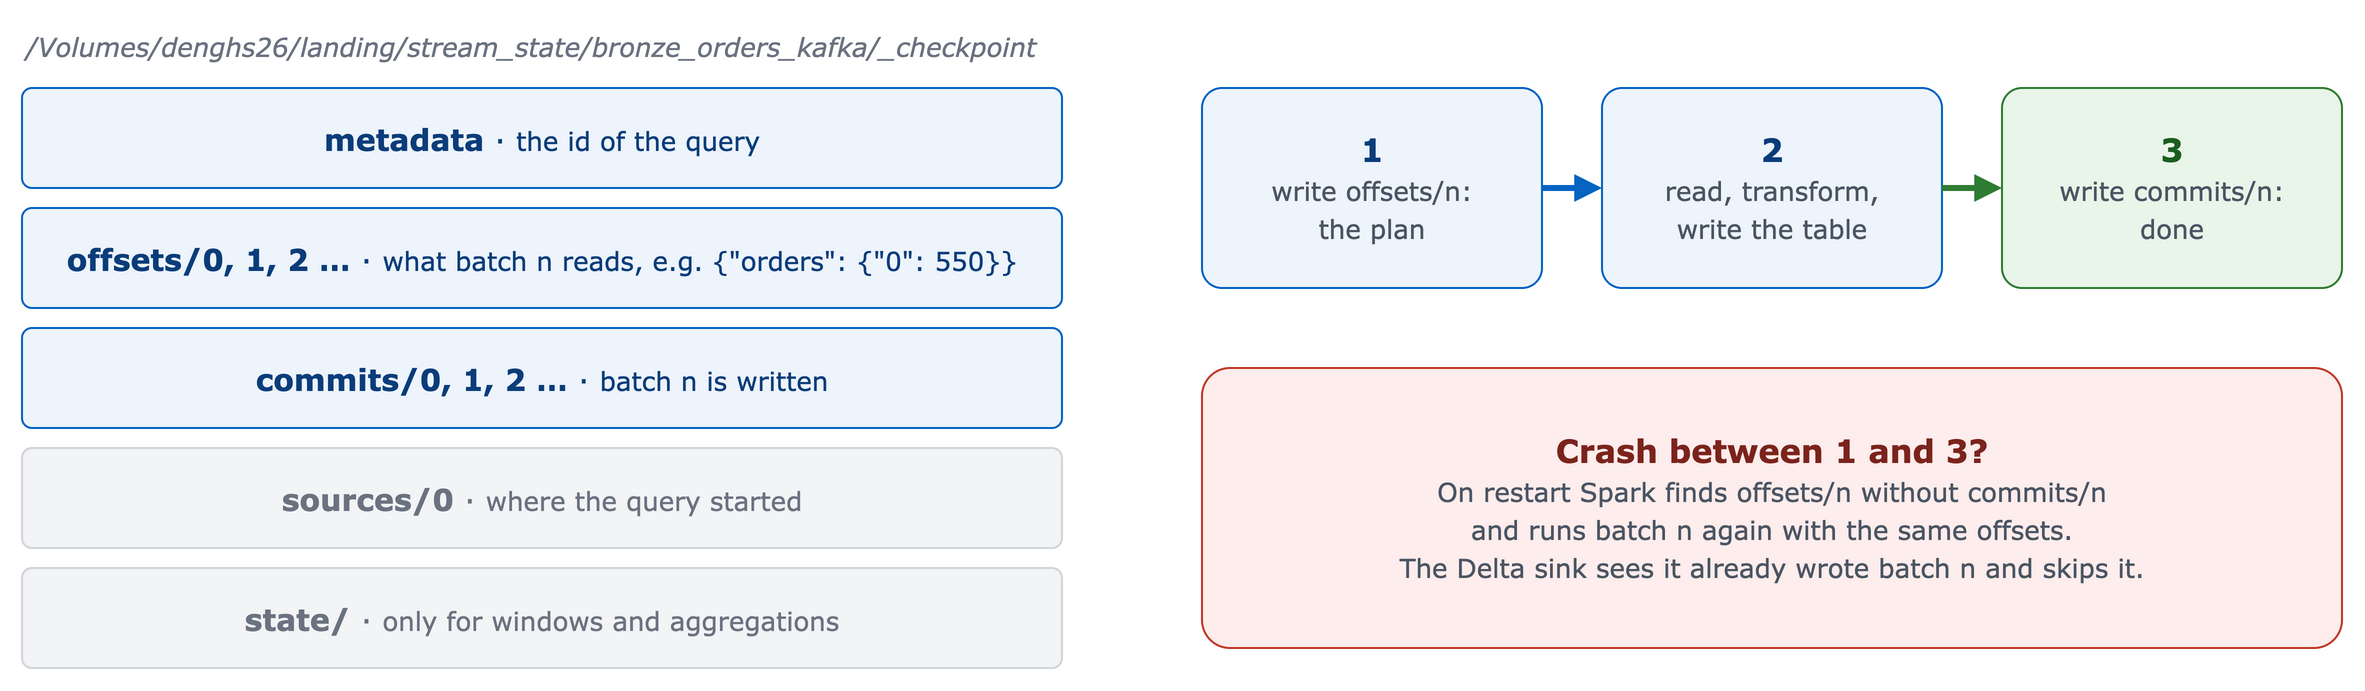 /Volumes/denghs26/landing/stream_state/bronze_orders_kafka/_checkpoint
metadata · the id of the query
offsets/0, 1, 2 ... · what batch n reads, e.g. {"orders": {"0": 550}}
commits/0, 1, 2 ... · batch n is written
sources/0 · where the query started
state/ · only for windows and aggregations
1
write offsets/n:
the plan
2
read, transform,
write the table
3
write commits/n:
done
Crash between 1 and 3?
On restart Spark finds offsets/n without commits/n
and runs batch n again with the same offsets.
The Delta sink sees it already wrote batch n and skips it.